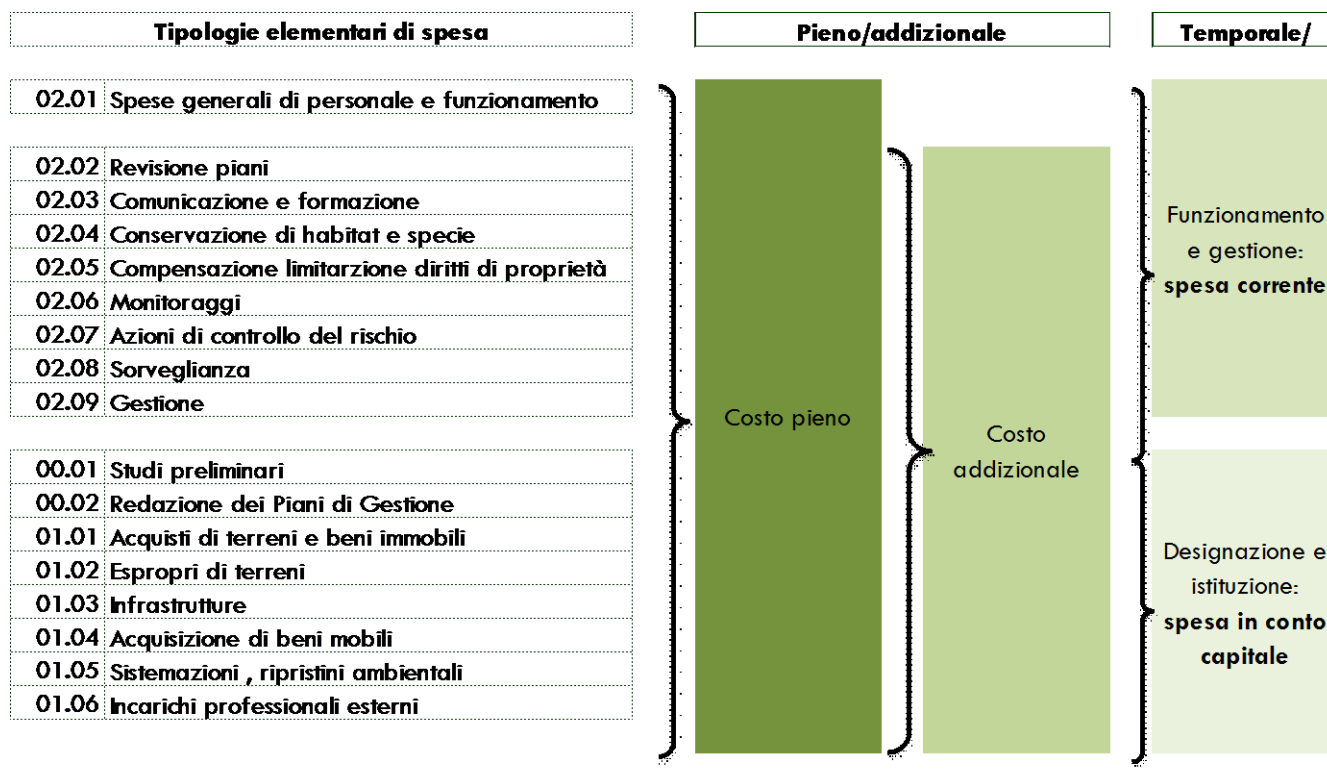 Tipologie elementari di spesa
Pieno/addizionale
Temporale/
02.01 Spese generali di personale e funzionamento
02.02 Revisione piani
02.03 Comunicazione e formazione
02.04 Conservazione di habitat e specie
02.05 Compensazione limitarzione diritti di proprietà
02.06 Monitoraggi
02.07 Azioni di controllo del rischio
02.08 Sorveglianza
02.09 Gestione
00.01 Studi preliminari
00.02 Redazione dei Piani di Gestione
01.01 Acquisti di terreni e beni immobili
01.02 Espropri di terreni
01.03 Infrastrutture
01.04 Acquisizione di beni mobili
01.05 Sistemazioni , ripristini ambientali
01.06 Incarichi professionali esterni
Costo pieno
Costo
addizionale
Funzionamento
e gestione:
spesa corrente
Designazione e
istituzione:
spesa in conto
capitale